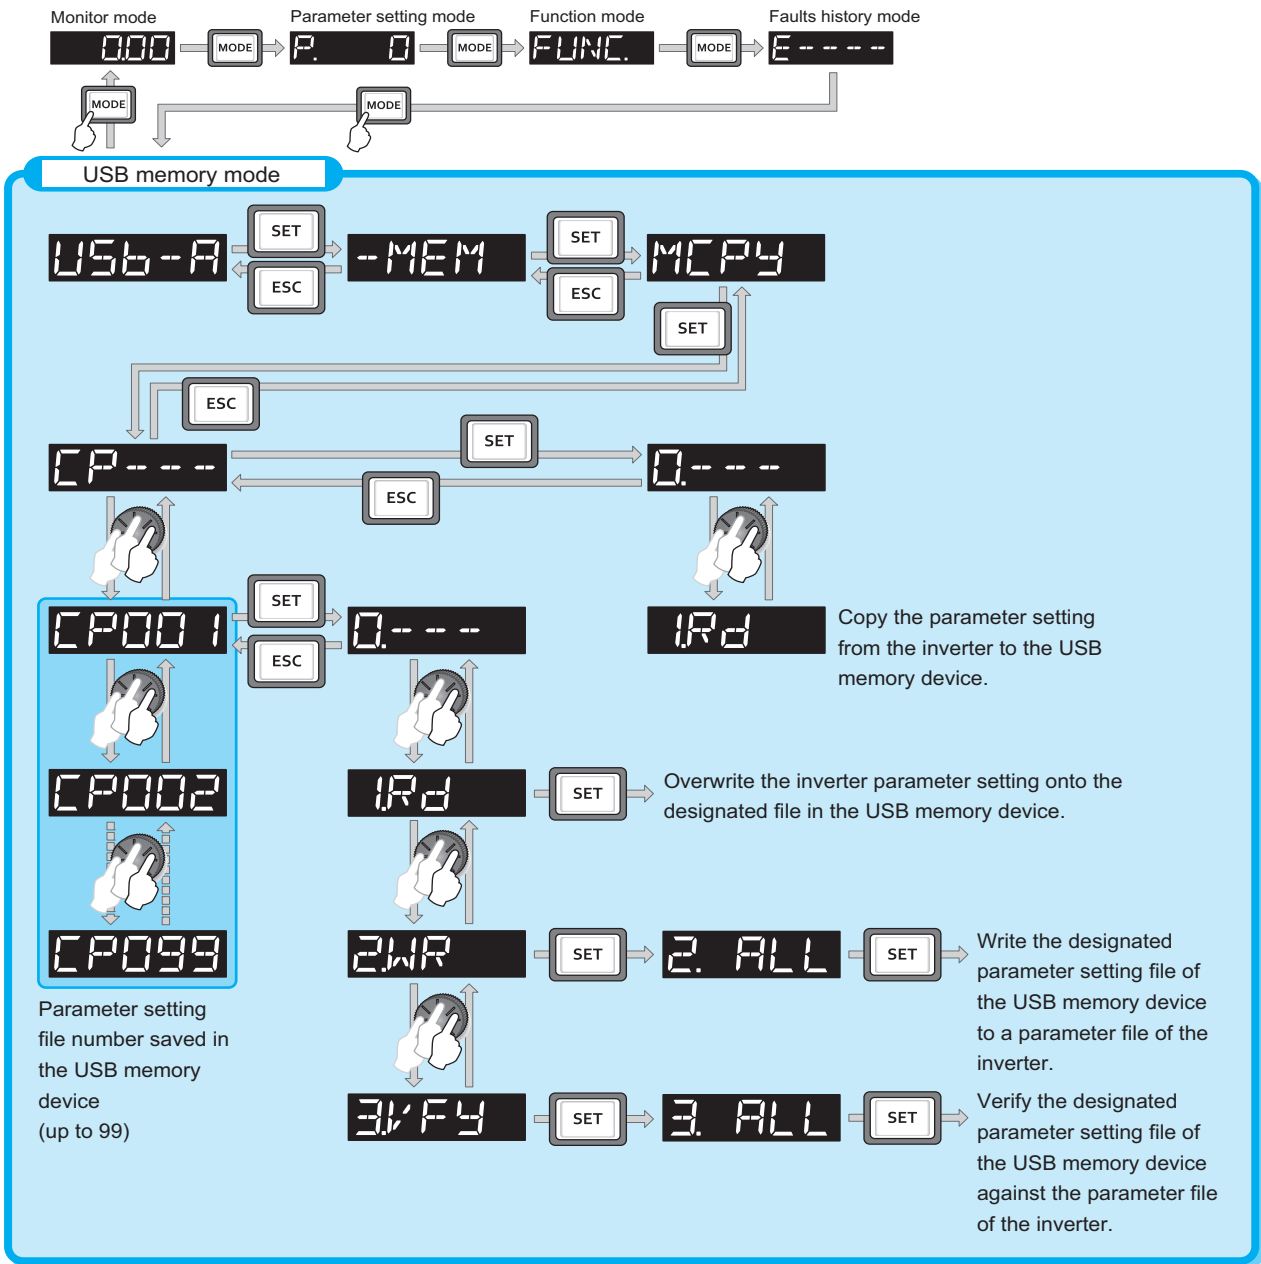 Monitor mode
Parameter setting mode
Function mode
Faults history mode
0.00
MODE
P. 0
MODE
FUNC.
MODE
E----
MODE
MODE
USB memory mode
USb-A
SET
ESC
-MEM
SET
ESC
MCPY
SET
ESC
CP---
SET
ESC
0.---
CP001
SET
ESC
0.---
1.Rd
Copy the parameter setting
from the inverter to the USB
memory device.
CP002
1.Rd
SET
Overwrite the inverter parameter setting onto the
designated file in the USB memory device.
CP099
2.WR
SET
2. ALL
SET
Write the designated
parameter setting file of
the USB memory device
to a parameter file of the
inverter.
Parameter setting
file number saved in
the USB memory
device
(up to 99)
3.VFY
SET
3. ALL
SET
Verify the designated
parameter setting file of
the USB memory device
against the parameter file
of the inverter.